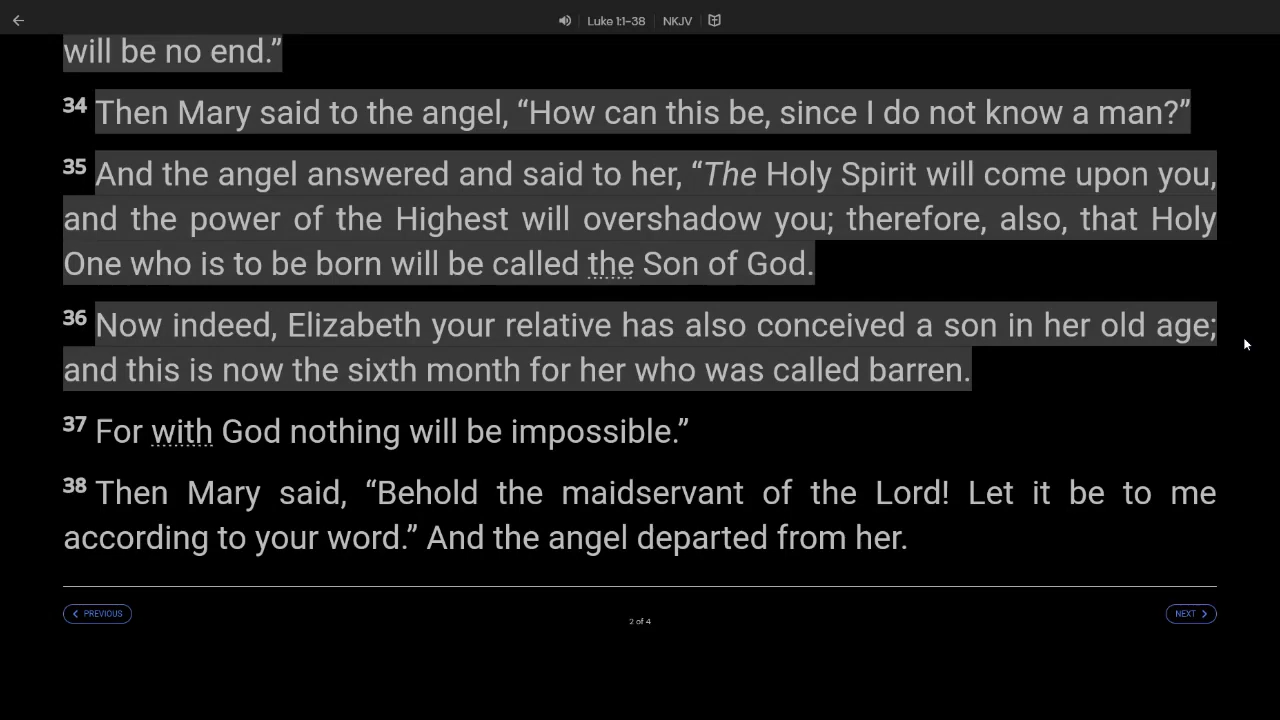 Luke 1:1-38 NKJV
will be no end.”
34 Then Mary said to the angel, “How can this be, since I do not know a man?”
35 And the angel answered and said to her, “The Holy Spirit will come upon you,
and the power of the Highest will overshadow you; therefore, also, that Holy
One who is to be born will be called the Son of God.
36 Now indeed, Elizabeth your relative has also conceived a son in her old age;
and this is now the sixth month for her who was called barren.
37 For with God nothing will be impossible.”
38 Then Mary said, “Behold the maidservant of the Lord! Let it be to me
according to your word.” And the angel departed from her.
PREVIOUS
2 of 4
NEXT